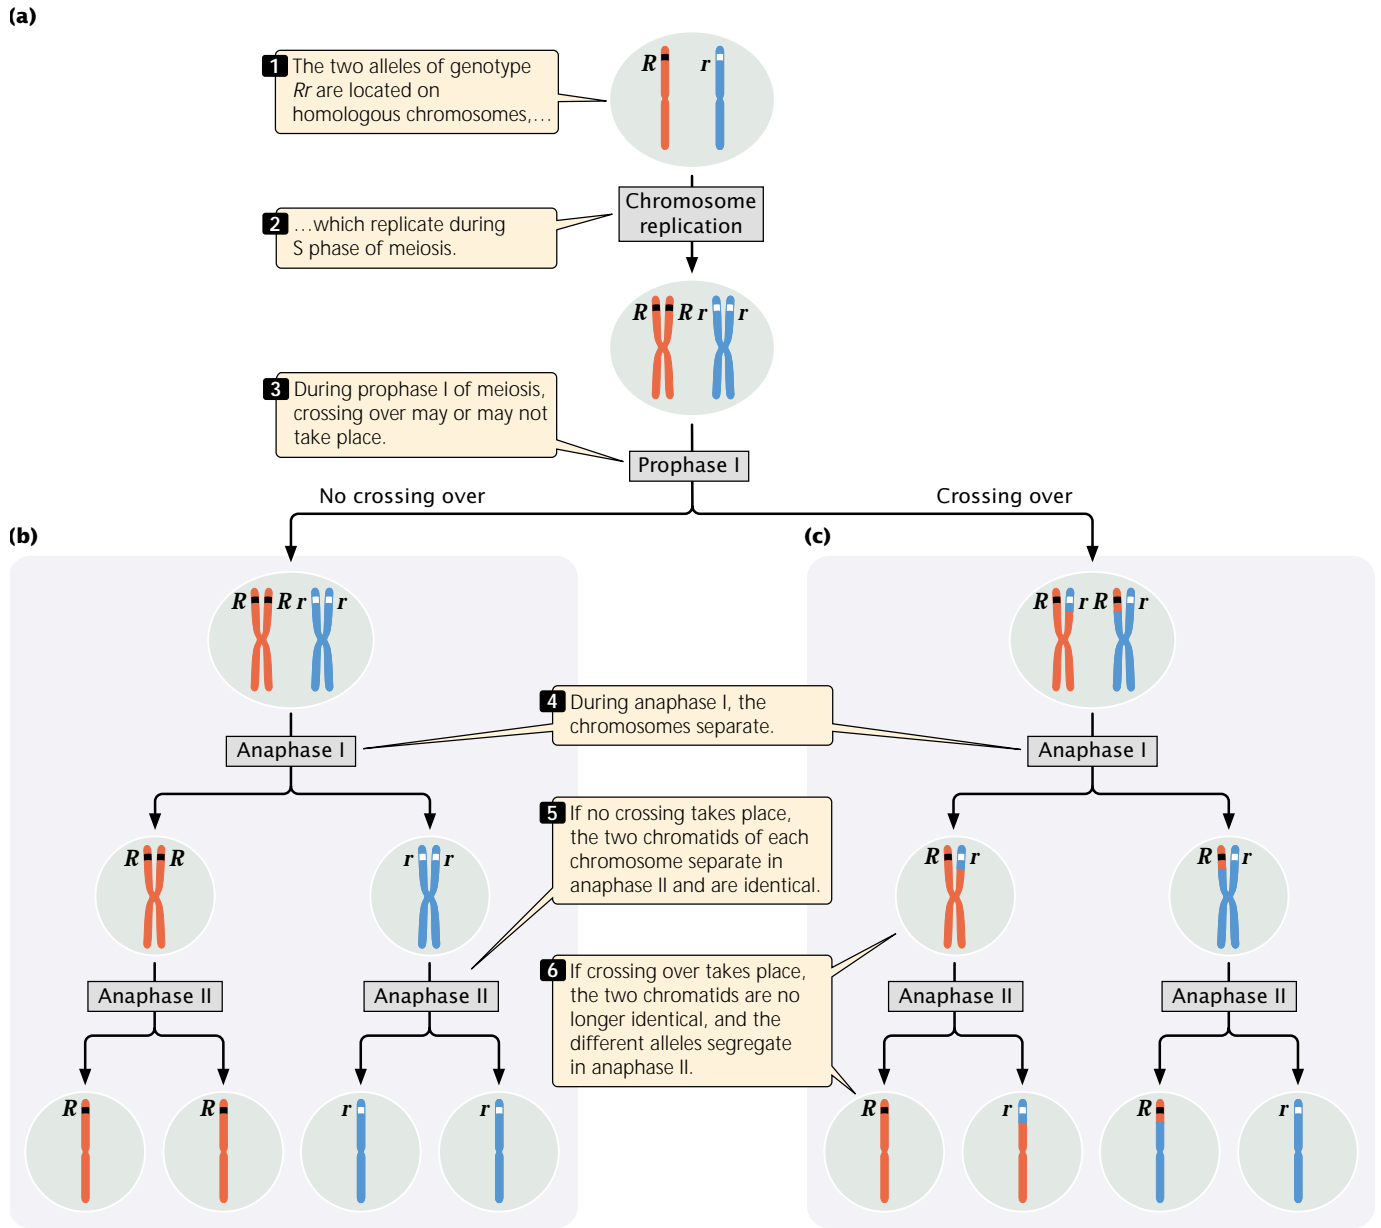 (a)
1 The two alleles of genotype
Rr are located on
homologous chromosomes,…
R r
2 …which replicate during
S phase of meiosis.
Chromosome
replication
R R r r
3 During prophase I of meiosis,
crossing over may or may not
take place.
Prophase I
No crossing over
Crossing over
(b)
R R r r
(c)
R r R r
4 During anaphase I, the
chromosomes separate.
Anaphase I
Anaphase I
5 If no crossing takes place,
the two chromatids of each
chromosome separate in
anaphase II and are identical.
R R
r r
R r
R r
6 If crossing over takes place,
the two chromatids are no
longer identical, and the
different alleles segregate
in anaphase II.
Anaphase II
Anaphase II
Anaphase II
Anaphase II
R
R
r
r
R
r
R
r